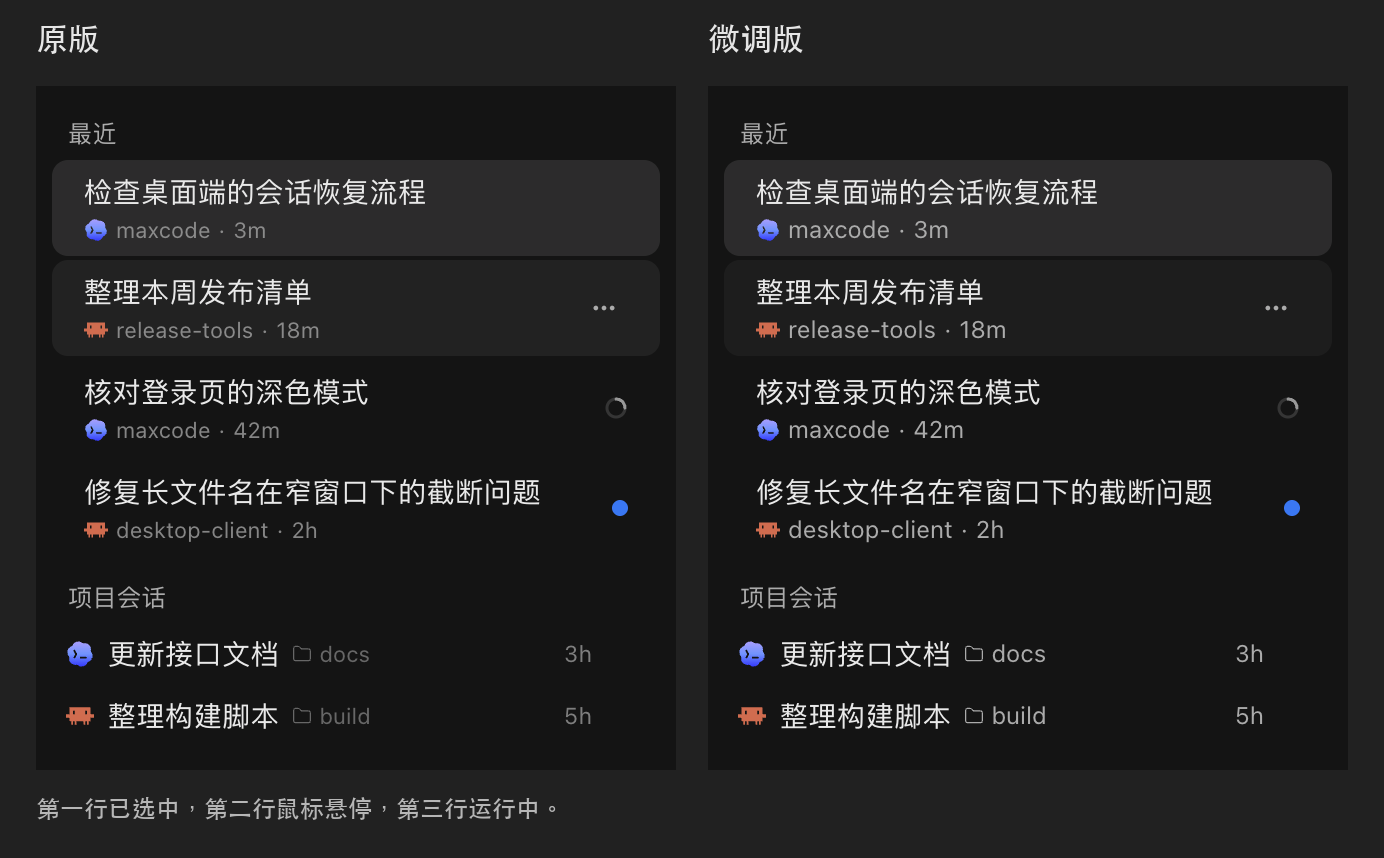 原版
最近
检查桌面端的会话恢复流程
maxcode · 3m
整理本周发布清单
release-tools · 18m
核对登录页的深色模式
maxcode · 42m
修复长文件名在窄窗口下的截断问题
desktop-client · 2h
项目会话
更新接口文档 docs 3h
整理构建脚本 build 5h
微调版
最近
检查桌面端的会话恢复流程
maxcode · 3m
整理本周发布清单
release-tools · 18m
核对登录页的深色模式
maxcode · 42m
修复长文件名在窄窗口下的截断问题
desktop-client · 2h
项目会话
更新接口文档 docs 3h
整理构建脚本 build 5h
第一行已选中，第二行鼠标悬停，第三行运行中。